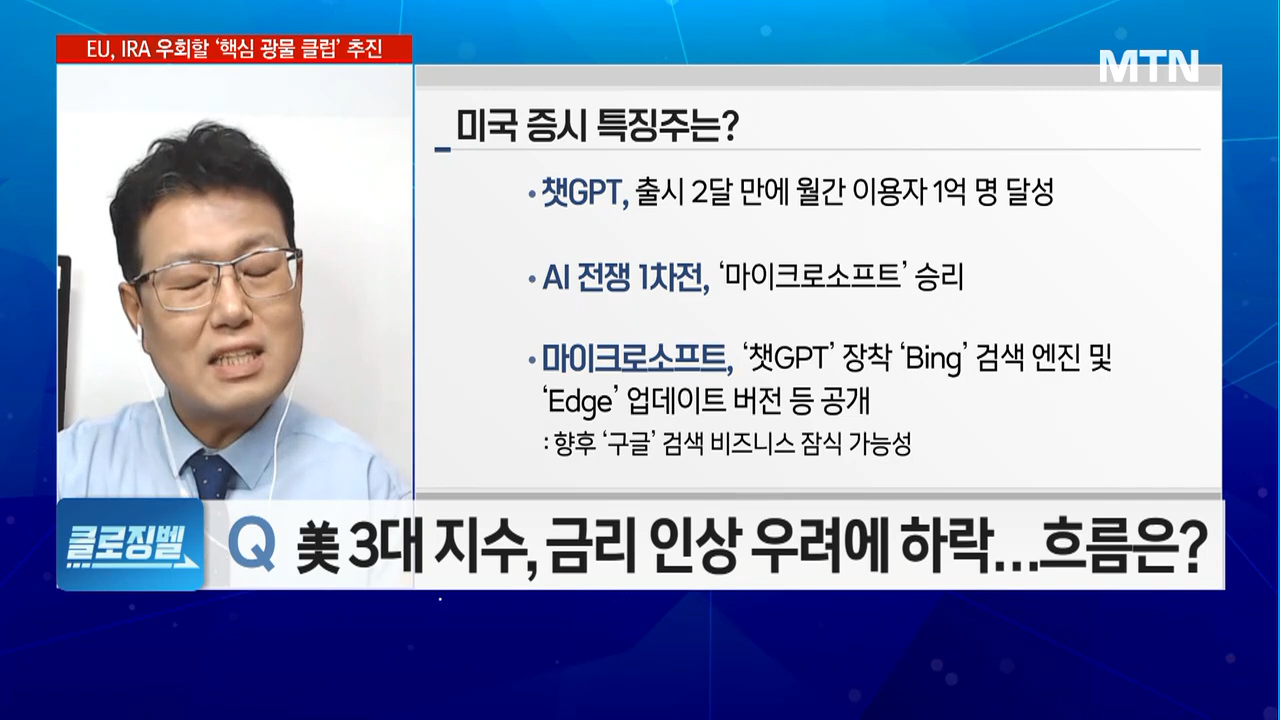 EU, IRA 우회할 ‘핵심 광물 클럽’ 추진
MTN
미국 증시 특징주는?
• 챗GPT, 출시 2달 만에 월간 이용자 1억 명 달성
• AI 전쟁 1차전, ‘마이크로소프트’ 승리
• 마이크로소프트, ‘챗GPT’ 장착 ‘Bing’ 검색 엔진 및
‘Edge’ 업데이트 버전 등 공개
: 향후 ‘구글’ 검색 비즈니스 잠식 가능성
클로징벨
Q 美 3대 지수, 금리 인상 우려에 하락…흐름은?